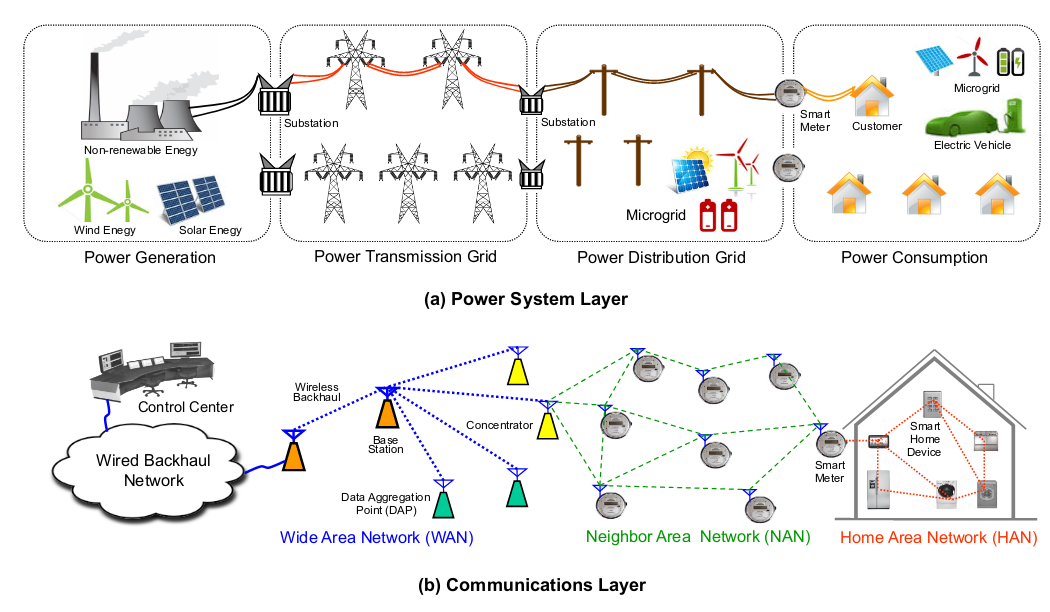 Non-renewable Enegy
Wind Enegy
Solar Enegy
Substation
Substation
Microgrid
Smart
Meter
Customer
Microgrid
Electric Vehicle
Power Generation
Power Transmission Grid
Power Distribution Grid
Power Consumption
(a) Power System Layer
Control Center
Wired Backhaul
Network
Wireless
Backhaul
Base
Station
Concentrator
Data Aggregation
Point (DAP)
Smart
Meter
Smart
Home
Device
Wide Area Network (WAN)
Neighbor Area Network (NAN)
Home Area Network (HAN)
(b) Communications Layer